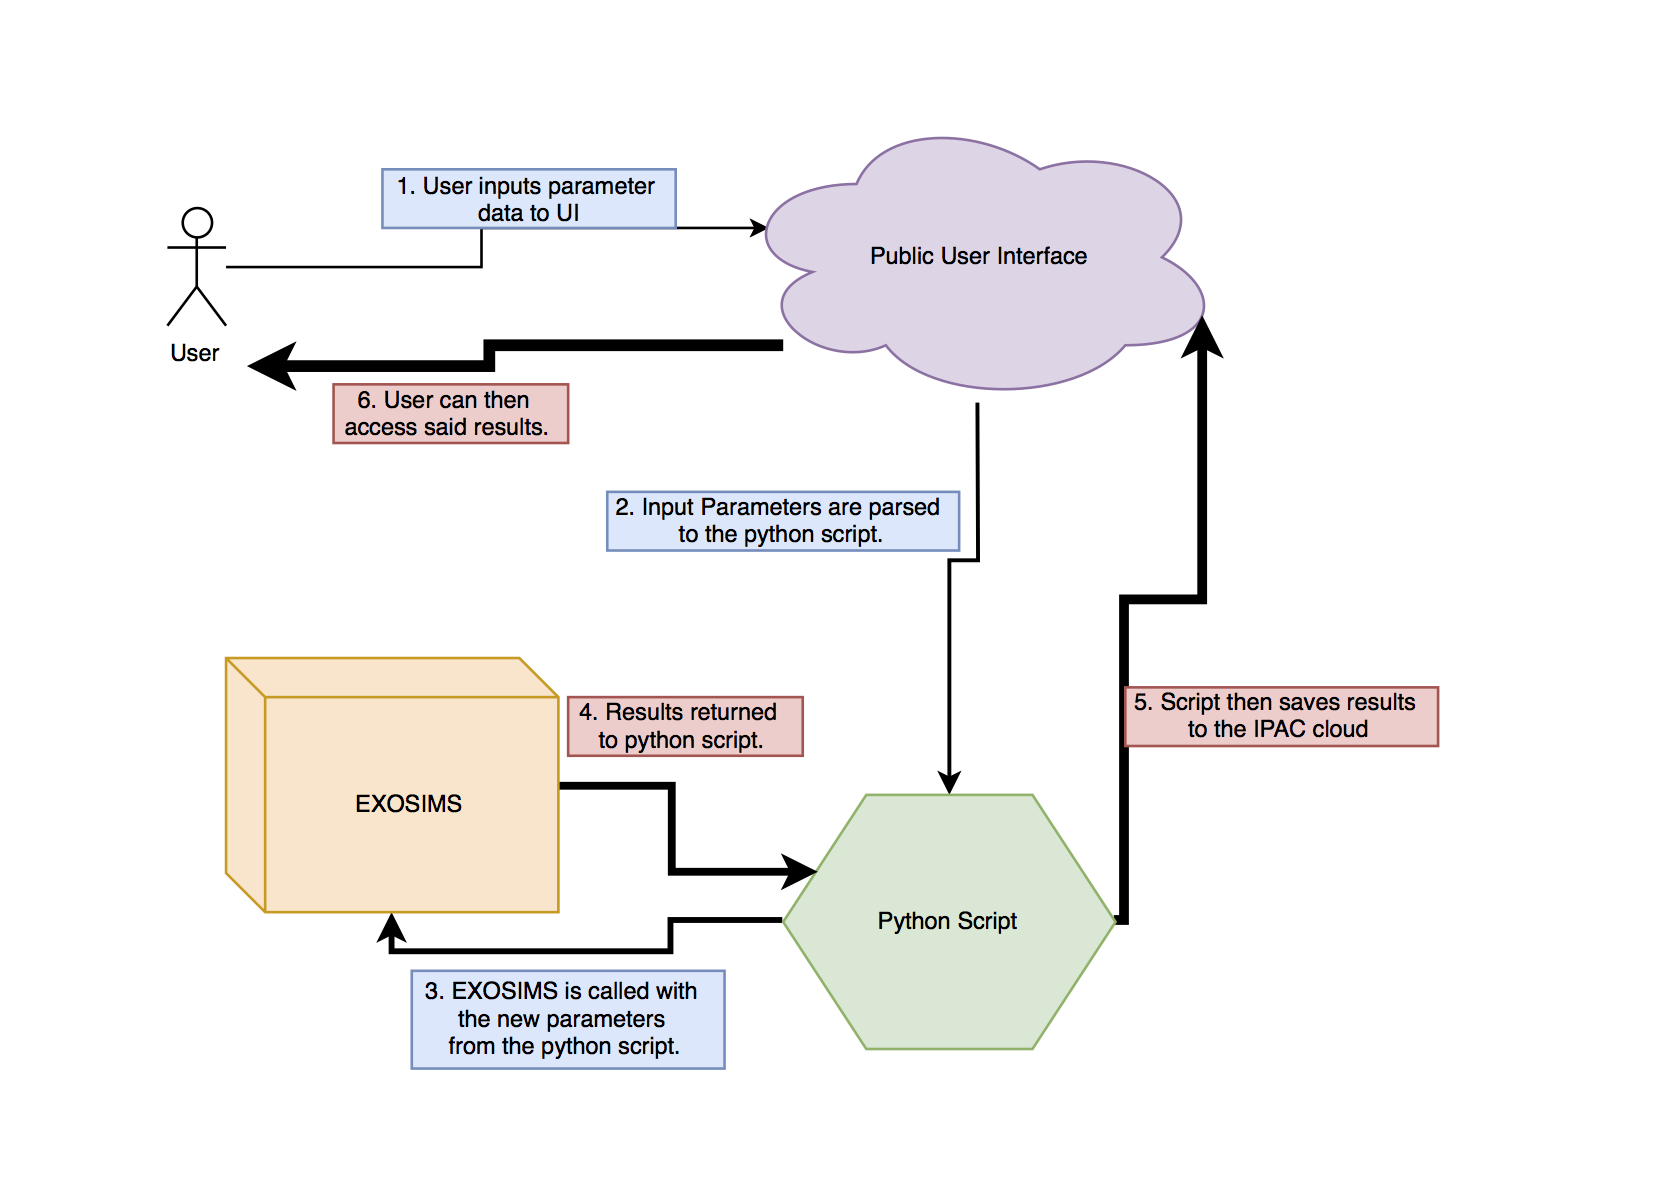 1. User inputs parameter
data to UI
Public User Interface
User
6. User can then
access said results.
2. Input Parameters are parsed
to the python script.
4. Results returned
to python script.
5. Script then saves results
to the IPAC cloud
EXOSIMS
Python Script
3. EXOSIMS is called with
the new parameters
from the python script.